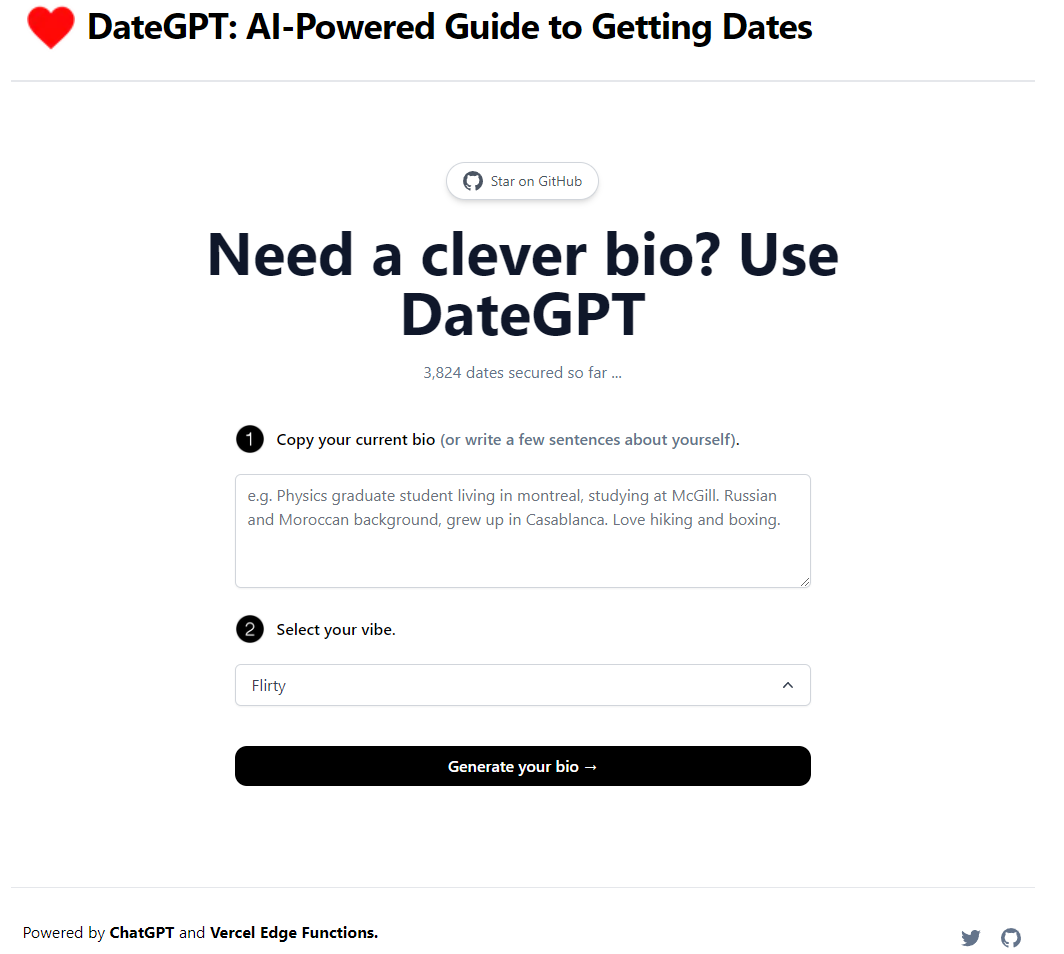 DateGPT: AI-Powered Guide to Getting Dates
Star on GitHub
Need a clever bio? Use
DateGPT
3,824 dates secured so far ...
1 Copy your current bio (or write a few sentences about yourself).
e.g. Physics graduate student living in montreal, studying at McGill. Russian
and Moroccan background, grew up in Casablanca. Love hiking and boxing.
2 Select your vibe.
Flirty
Generate your bio →
Powered by ChatGPT and Vercel Edge Functions.